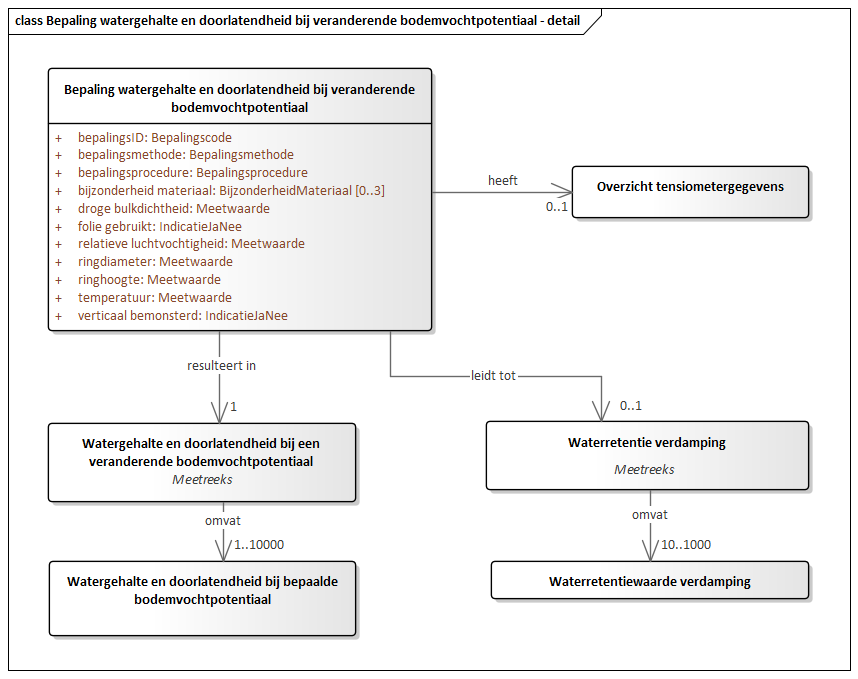 class Bepaling watergehalte en doorlatendheid bij veranderende bodemvochtpotentiaal - detail
Bepaling watergehalte en doorlatendheid bij veranderende
bodemvochtpotentiaal
+ bepalingsID: Bepalingscode
+ bepalingsmethode: Bepalingsmethode
+ bepalingsprocedure: Bepalingsprocedure
+ bijzonderheid materiaal: BijzonderheidMateriaal [0..3]
+ droge bulkdichtheid: Meetwaarde
+ folie gebruikt: IndicatieJaNee
+ relatieve luchtvochtigheid: Meetwaarde
+ ringdiameter: Meetwaarde
+ ringhoogte: Meetwaarde
+ temperatuur: Meetwaarde
+ verticaal bemonsterd: IndicatieJaNee
heeft
0..1
Overzicht tensiometergegevens
resulteert in
1
leidt tot
0..1
Watergehalte en doorlatendheid bij een
veranderende bodemvochtpotentiaal
Meetreeks
Waterretentie verdamping
Meetreeks
omvat
1..10000
omvat
10..1000
Watergehalte en doorlatendheid bij bepaalde
bodemvochtpotentiaal
Waterretentiewaarde verdamping